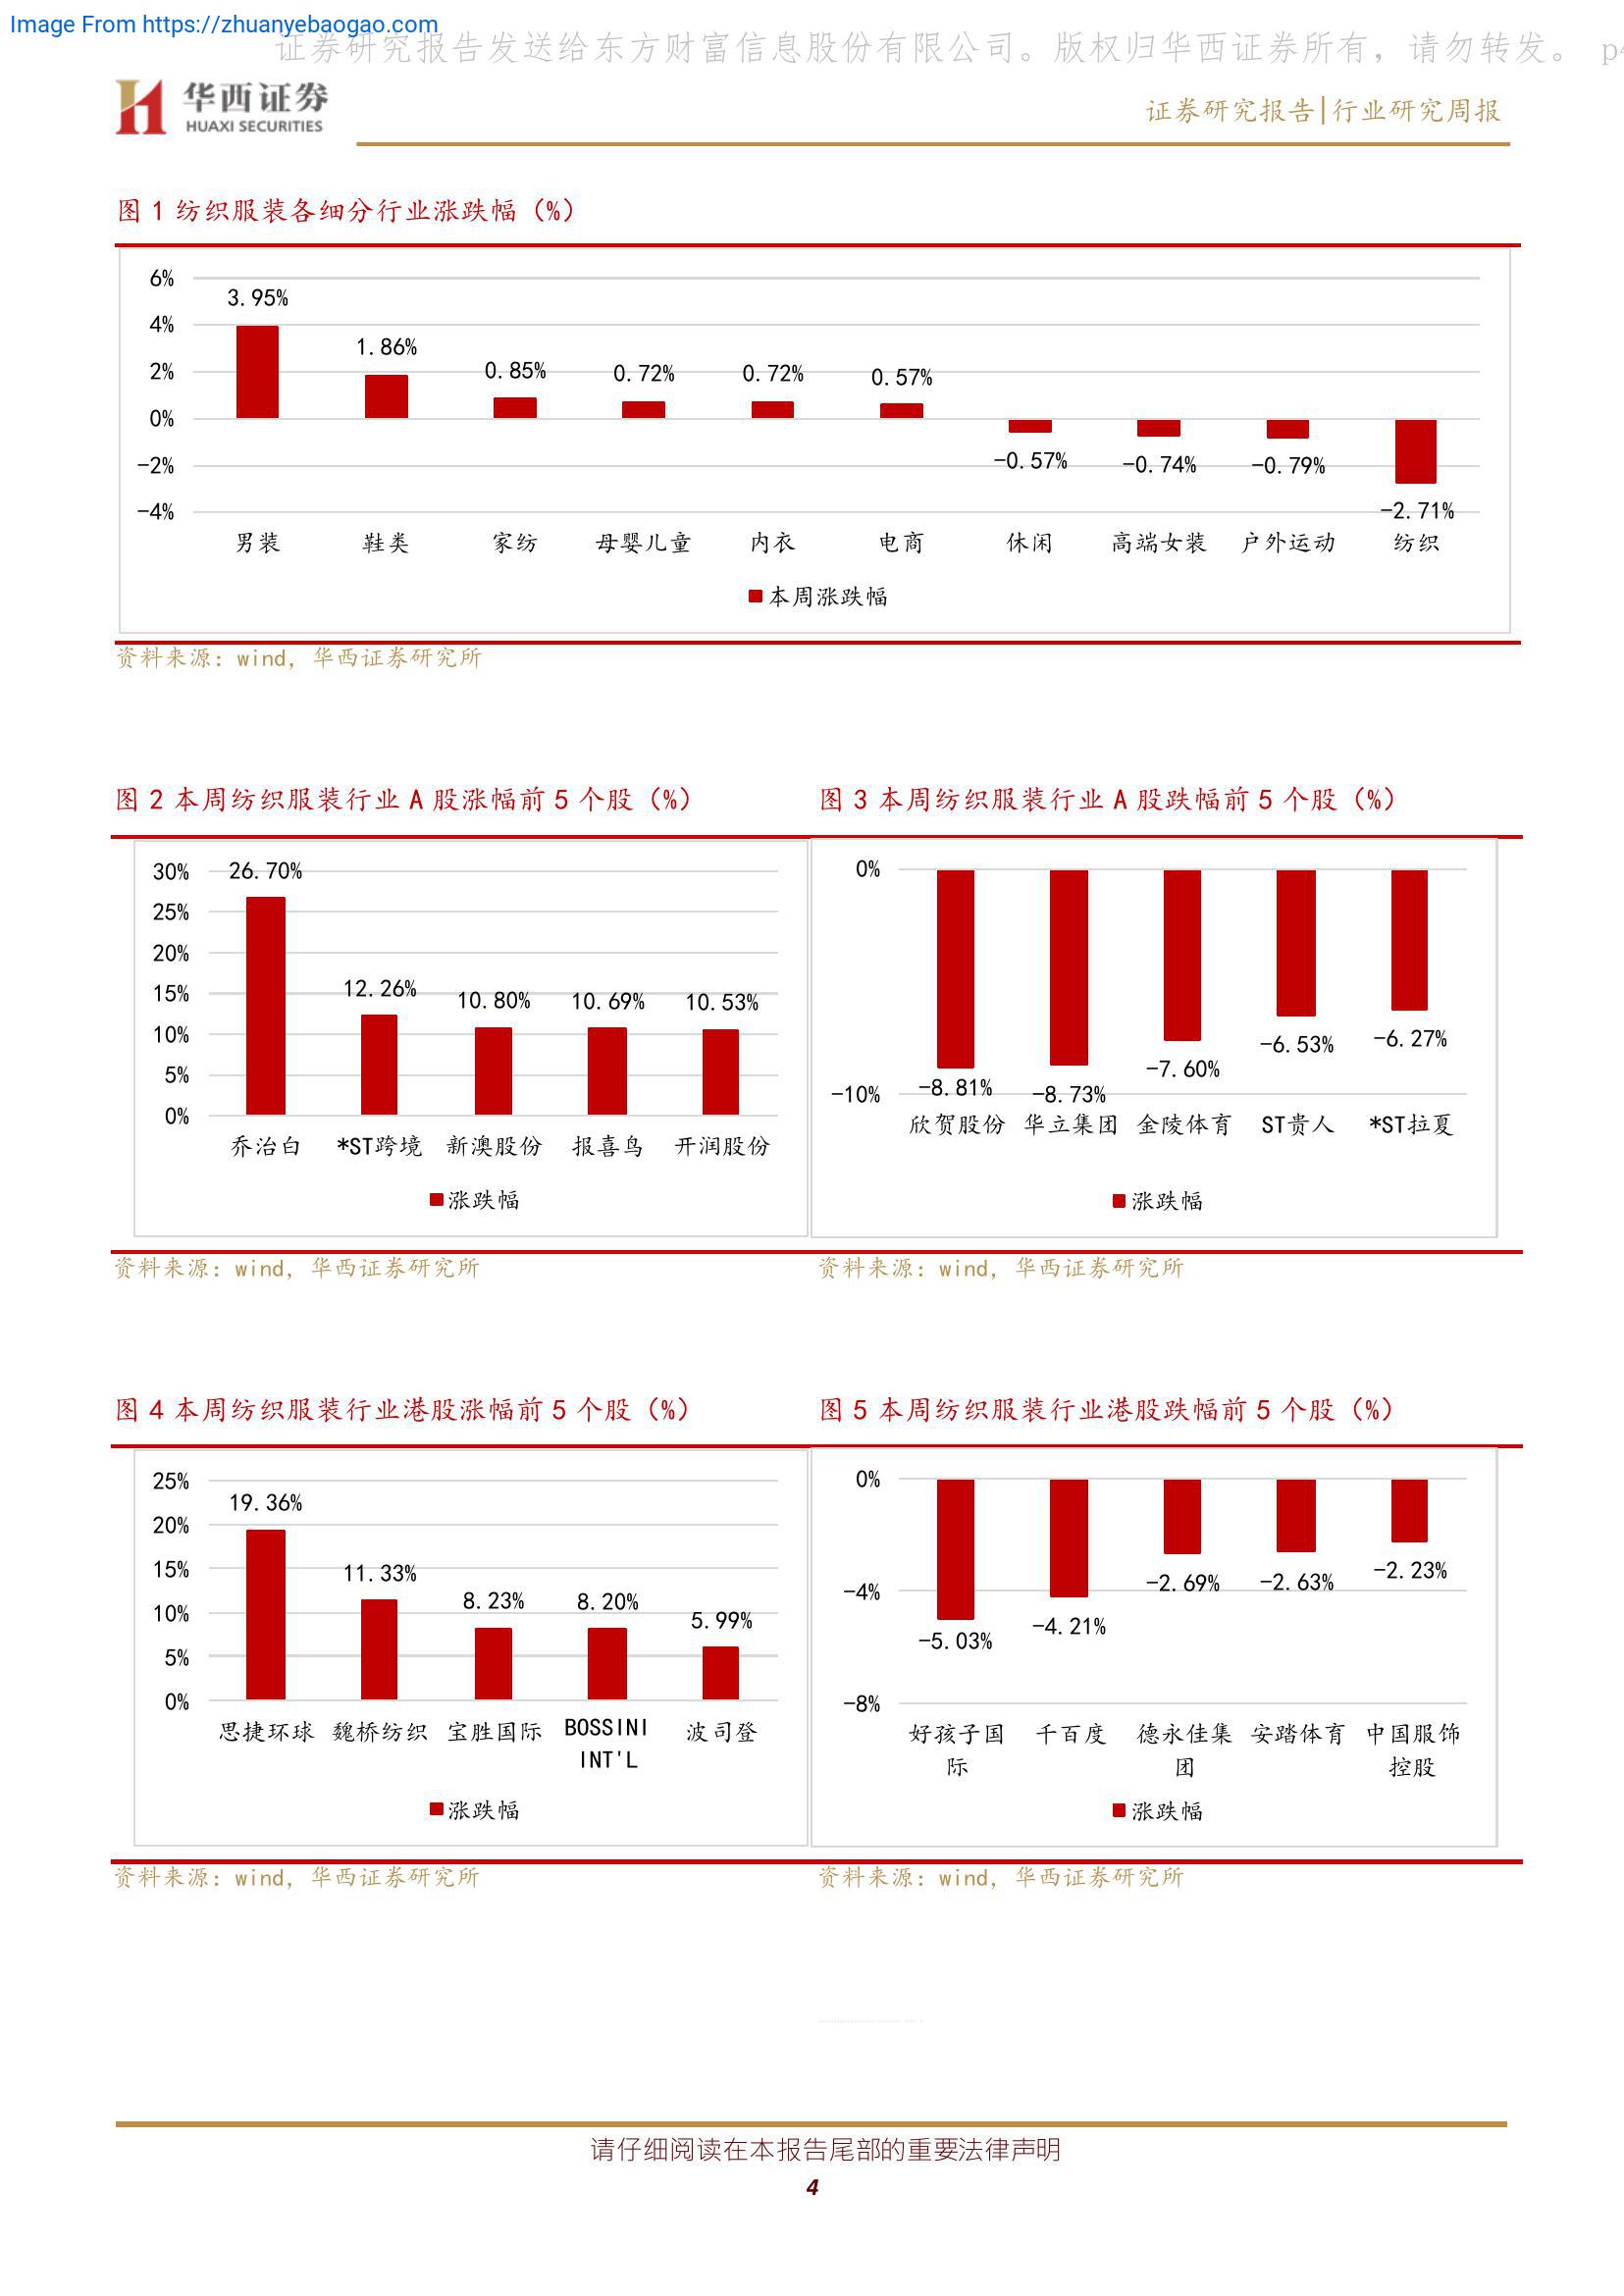 Image From https://zhuanyebaogao.com
证券研究报告发送给东方财富信息股份有限公司。版权归华西证券所有，请勿转发。 p4
华西证券
HUAXI SECURITIES
证券研究报告|行业研究周报
图 1 纺织服装各细分行业涨跌幅（%）
6%
4%
2%
0%
-2%
-4%
3.95%
1.86%
0.85%
0.72%
0.72%
0.57%
-0.57%
-0.74%
-0.79%
-2.71%
男装 鞋类 家纺 母婴儿童 内衣 电商 休闲 高端女装 户外运动 纺织
本周涨跌幅
资料来源：wind，华西证券研究所
图 2 本周纺织服装行业 A 股涨幅前 5 个股（%）
30%
25%
20%
15%
10%
5%
0%
26.70%
12.26%
10.80%
10.69%
10.53%
乔治白 *ST跨境 新澳股份 报喜鸟 开润股份
涨跌幅
资料来源：wind，华西证券研究所
图 3 本周纺织服装行业 A 股跌幅前 5 个股（%）
0%
-10%
-8.81%
-8.73%
-7.60%
-6.53%
-6.27%
欣贺股份 华立集团 金陵体育 ST贵人 *ST拉夏
涨跌幅
资料来源：wind，华西证券研究所
图 4 本周纺织服装行业港股涨幅前 5 个股（%）
25%
20%
15%
10%
5%
0%
19.36%
11.33%
8.23%
8.20%
5.99%
思捷环球 魏桥纺织 宝胜国际 BOSSINI 波司登
INT'L
涨跌幅
资料来源：wind，华西证券研究所
图 5 本周纺织服装行业港股跌幅前 5 个股（%）
0%
-4%
-8%
-5.03%
-4.21%
-2.69%
-2.63%
-2.23%
好孩子国 千百度 德永佳集 安踏体育 中国服饰
际 团 控股
涨跌幅
资料来源：wind，华西证券研究所
请仔细阅读在本报告尾部的重要法律声明
4